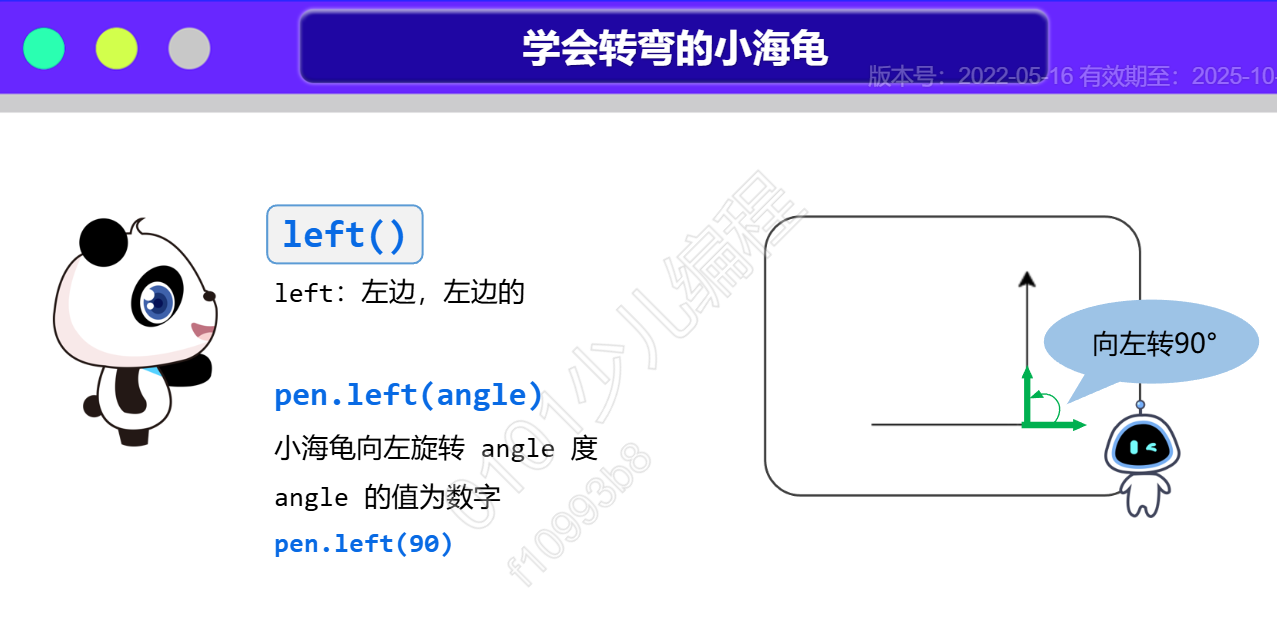 学会转弯的小海龟
版本号：2022-05-16 有效期至：2025-10-
left()
left：左边，左边的
pen.left(angle)
小海龟向左旋转 angle 度
angle 的值为数字
pen.left(90)
向左转90°
0101少儿编程
f10993b8